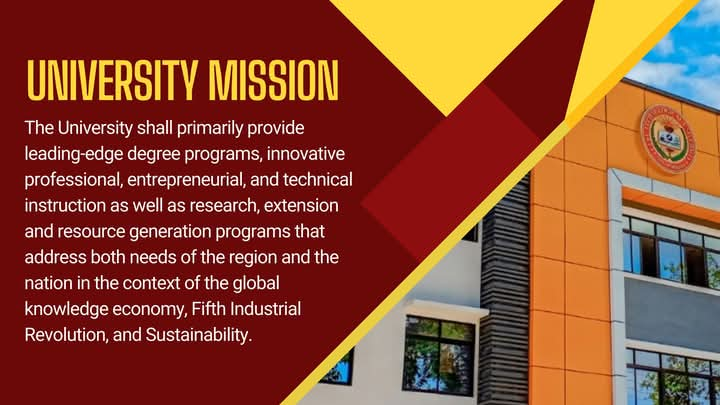 UNIVERSITY MISSION
The University shall primarily provide
leading-edge degree programs, innovative
professional, entrepreneurial, and technical
instruction as well as research, extension
and resource generation programs that
address both needs of the region and the
nation in the context of the global
knowledge economy, Fifth Industrial
Revolution, and Sustainability.